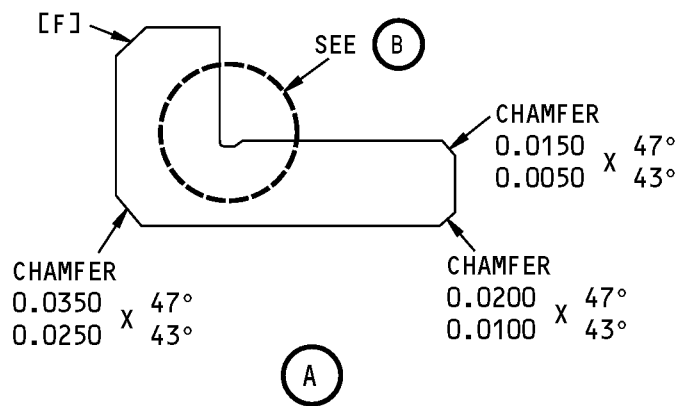 [F]
SEE B
CHAMFER
0.0150 X 47°
0.0050 43°
CHAMFER
0.0350 X 47°
0.0250 43°
CHAMFER
0.0200 X 47°
0.0100 43°
A